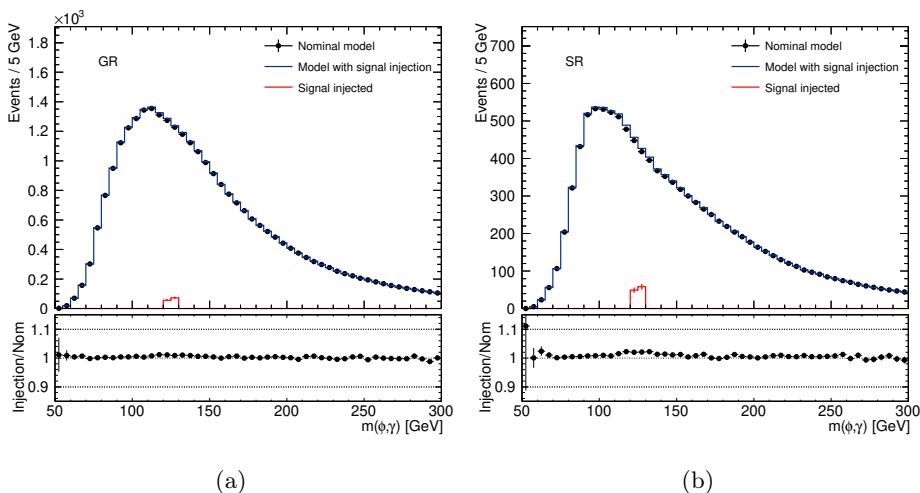 ×10³
Events / 5 GeV
1.8
1.6
1.4
1.2
1
0.8
0.6
0.4
0.2
0
GR
Nominal model
Model with signal injection
Signal injected
Injection/Nom
1.1
1
0.9
50 100 150 200 250 300
m(ϕ,γ) [GeV]
(a)
Events / 5 GeV
700
600
500
400
300
200
100
0
SR
Nominal model
Model with signal injection
Signal injected
Injection/Nom
1.1
1
0.9
50 100 150 200 250 300
m(ϕ,γ) [GeV]
(b)